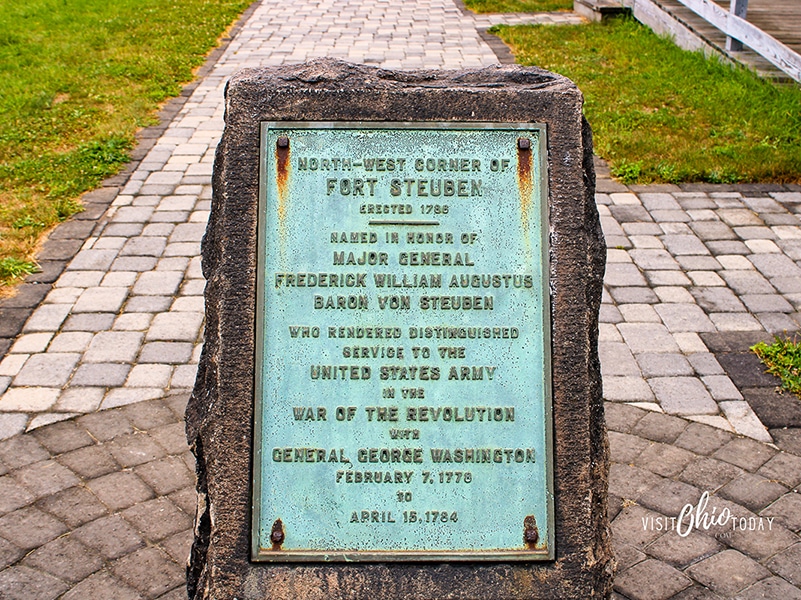 NORTH-WEST CORNER OF
FORT STEUBEN
ERECTED 1786
NAMED IN HONOR OF
MAJOR GENERAL
FREDERICK WILLIAM AUGUSTUS
BARON VON STEUBEN
WHO RENDERED DISTINGUISHED
SERVICE TO THE
UNITED STATES ARMY
IN THE
WAR OF THE REVOLUTION
WITH
GENERAL GEORGE WASHINGTON
FEBRUARY 7, 1778
TO
APRIL 15, 1784
VISIT Ohio TODAY
.COM